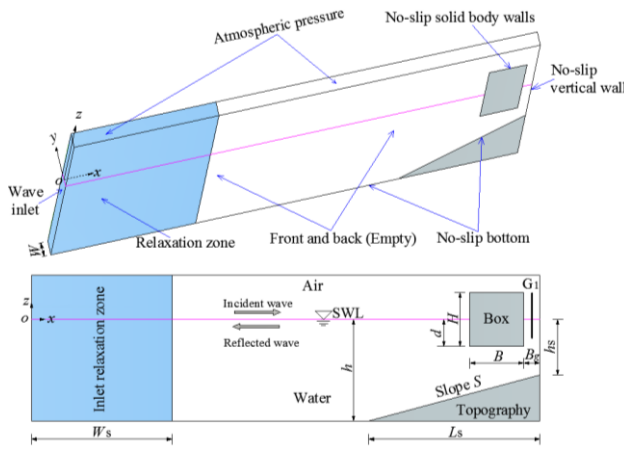 No-slip solid body walls
Atmospheric pressure
No-slip
vertical wall
z
y
o
x
Wave
inlet
W
Relaxation zone
Front and back (Empty)
No-slip bottom
Air
G1
z
o
x
Inlet relaxation zone
Incident wave
SWL
Reflected wave
d
H
Box
h
B
Bg
hs
Slope S
Water
Topography
Ws
Ls